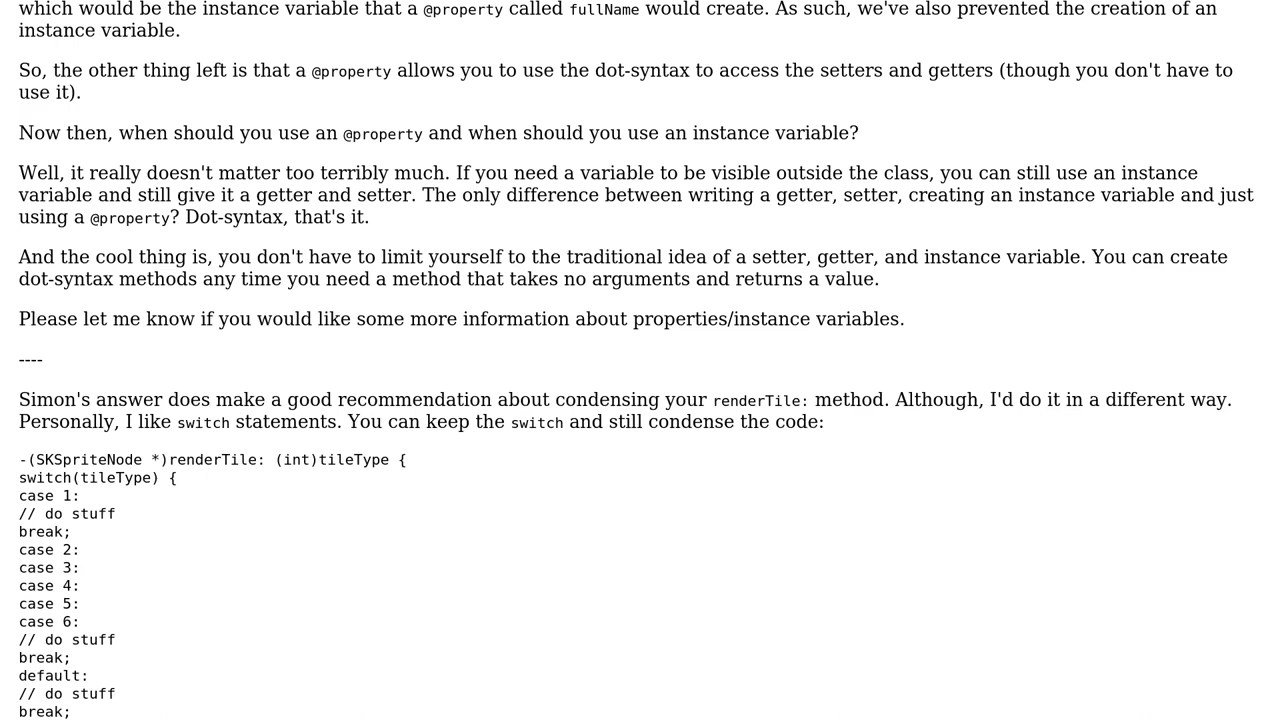 which would be the instance variable that a @property called fullName would create. As such, we've also prevented the creation of an
instance variable.
So, the other thing left is that a @property allows you to use the dot-syntax to access the setters and getters (though you don't have to
use it).
Now then, when should you use an @property and when should you use an instance variable?
Well, it really doesn't matter too terribly much. If you need a variable to be visible outside the class, you can still use an instance
variable and still give it a getter and setter. The only difference between writing a getter, setter, creating an instance variable and just
using a @property? Dot-syntax, that's it.
And the cool thing is, you don't have to limit yourself to the traditional idea of a setter, getter, and instance variable. You can create
dot-syntax methods any time you need a method that takes no arguments and returns a value.
Please let me know if you would like some more information about properties/instance variables.
----
Simon's answer does make a good recommendation about condensing your renderTile: method. Although, I'd do it in a different way.
Personally, I like switch statements. You can keep the switch and still condense the code:
-(SKSpriteNode *)renderTile: (int)tileType {
switch(tileType) {
case 1:
// do stuff
break;
case 2:
case 3:
case 4:
case 5:
case 6:
// do stuff
break;
default:
// do stuff
break;